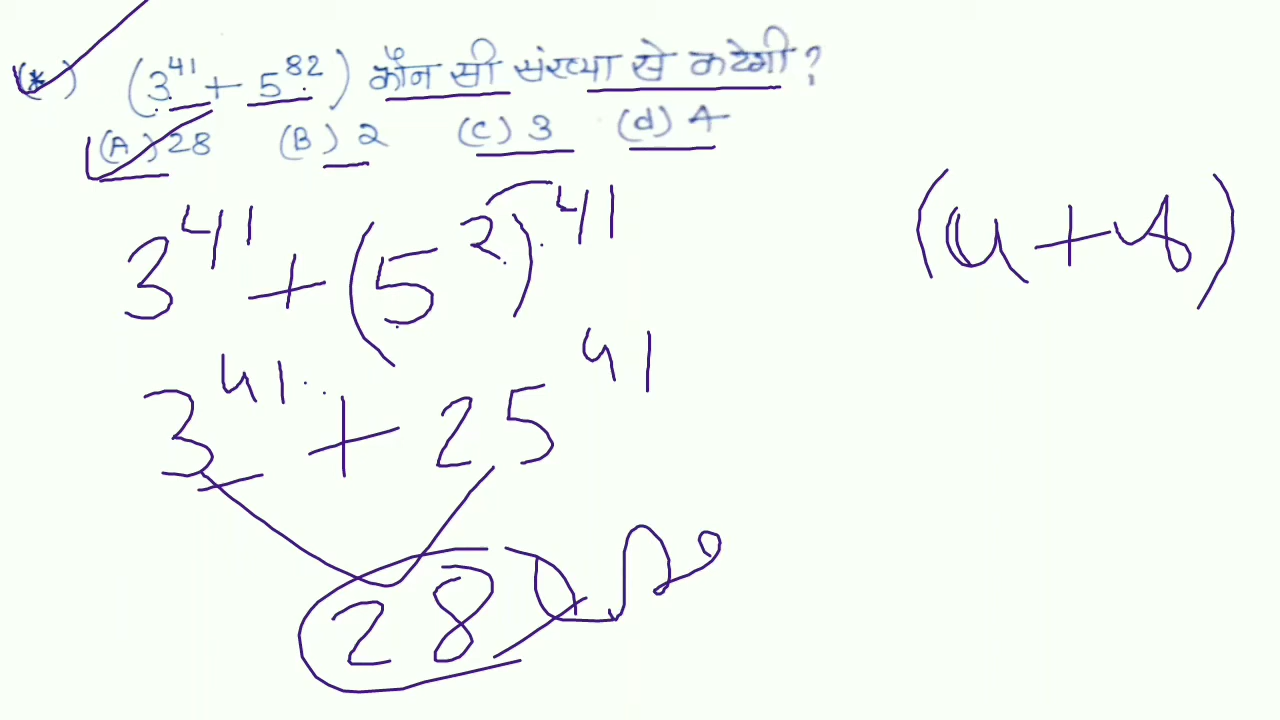 (*) (3⁴¹ + 5⁸²) कौन सी संख्या से कटेगी?
(A) 28 (B) 2 (C) 3 (d) 4
3⁴¹ + (5²)⁴¹
3⁴¹ + 25⁴¹
28